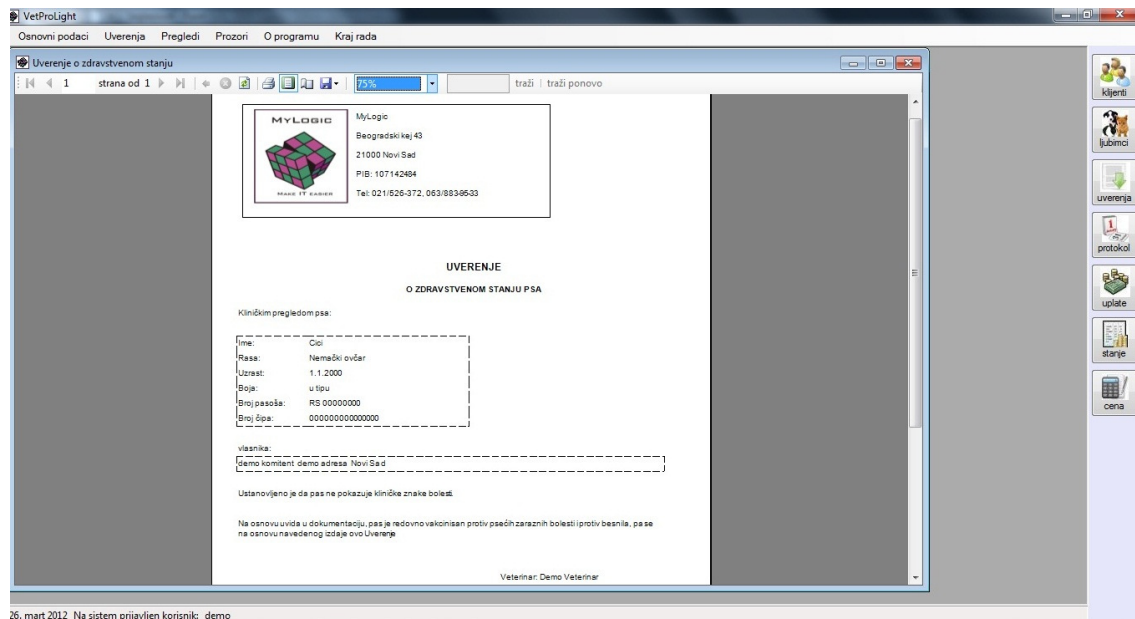 VetProLight
Osnovni podaci Uverenja Pregledi Prozori O programu Kraj rada
Uverenje o zdravstvenom stanju
1 strana od 1 75% traži traži ponovo
MYLOGIC
MAKE IT EASIER
MyLogic
Beogradski kej 43
21000 Novi Sad
PIB: 107142484
Tel: 021/526-372, 063/883-95-33
UVERENJE
O ZDRAVSTVENOM STANJU PSA
Kliničkim pregledom psa:
Ime: Cici
Rasa: Nemački ovčar
Uzrast: 1.1.2000
Boja: u tipu
Broj pasoša: RS 00000000
Broj čipa: 000000000000000
vlasnika:
demo komitent demo adresa Novi Sad
Ustanovljeno je da pas ne pokazuje kliničke znake bolesti.
Na osnovu uvida u dokumentaciju, pas je redovno vakcinisan protiv psećih zaraznih bolesti i protiv besnila, pa se
na osnovu navedenog izdaje ovo Uverenje
Veterinar: Demo Veterinar
klijenti
ljubimci
uverenja
protokol
uplate
stanje
cena
26. mart 2012 Na sistem prijavljen korisnik: demo